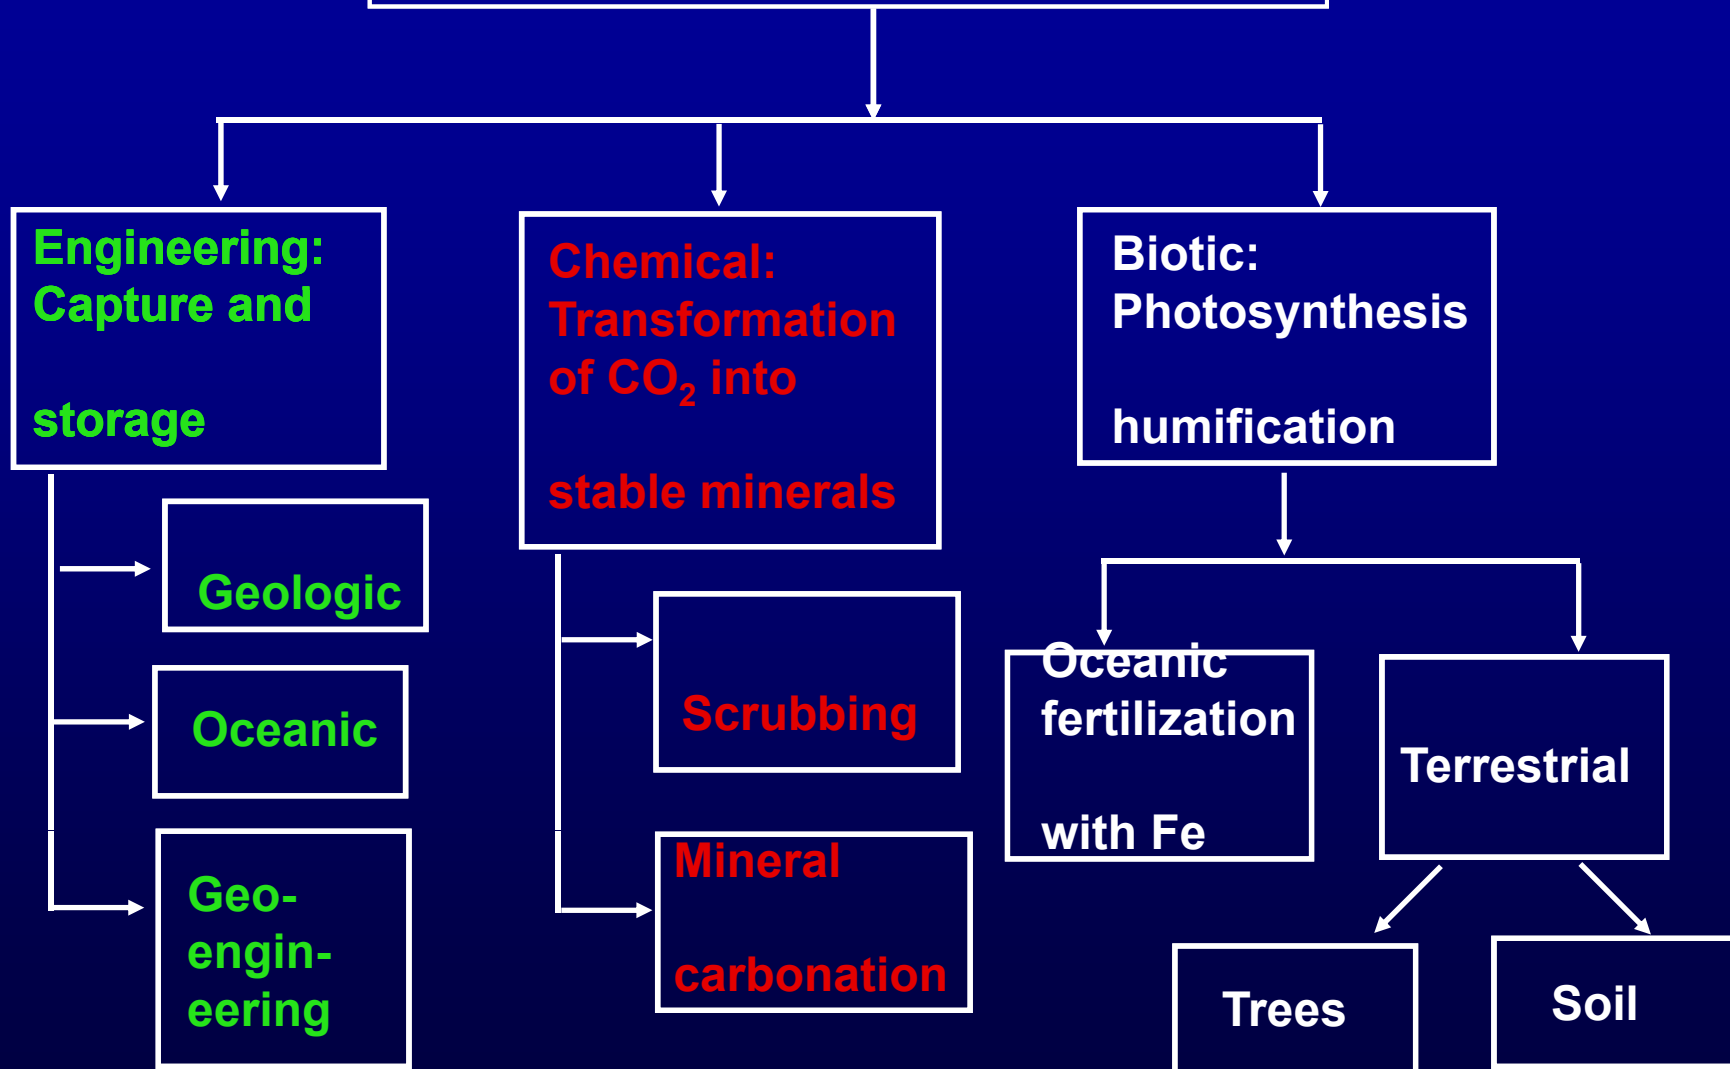 Engineering:
Capture and
storage
Chemical:
Transformation
of CO₂ into
stable minerals
Biotic:
Photosynthesis
humification
Geologic
Oceanic
Geo-
engin-
eering
Scrubbing
Mineral
carbonation
Oceanic
fertilization
with Fe
Terrestrial
Trees
Soil